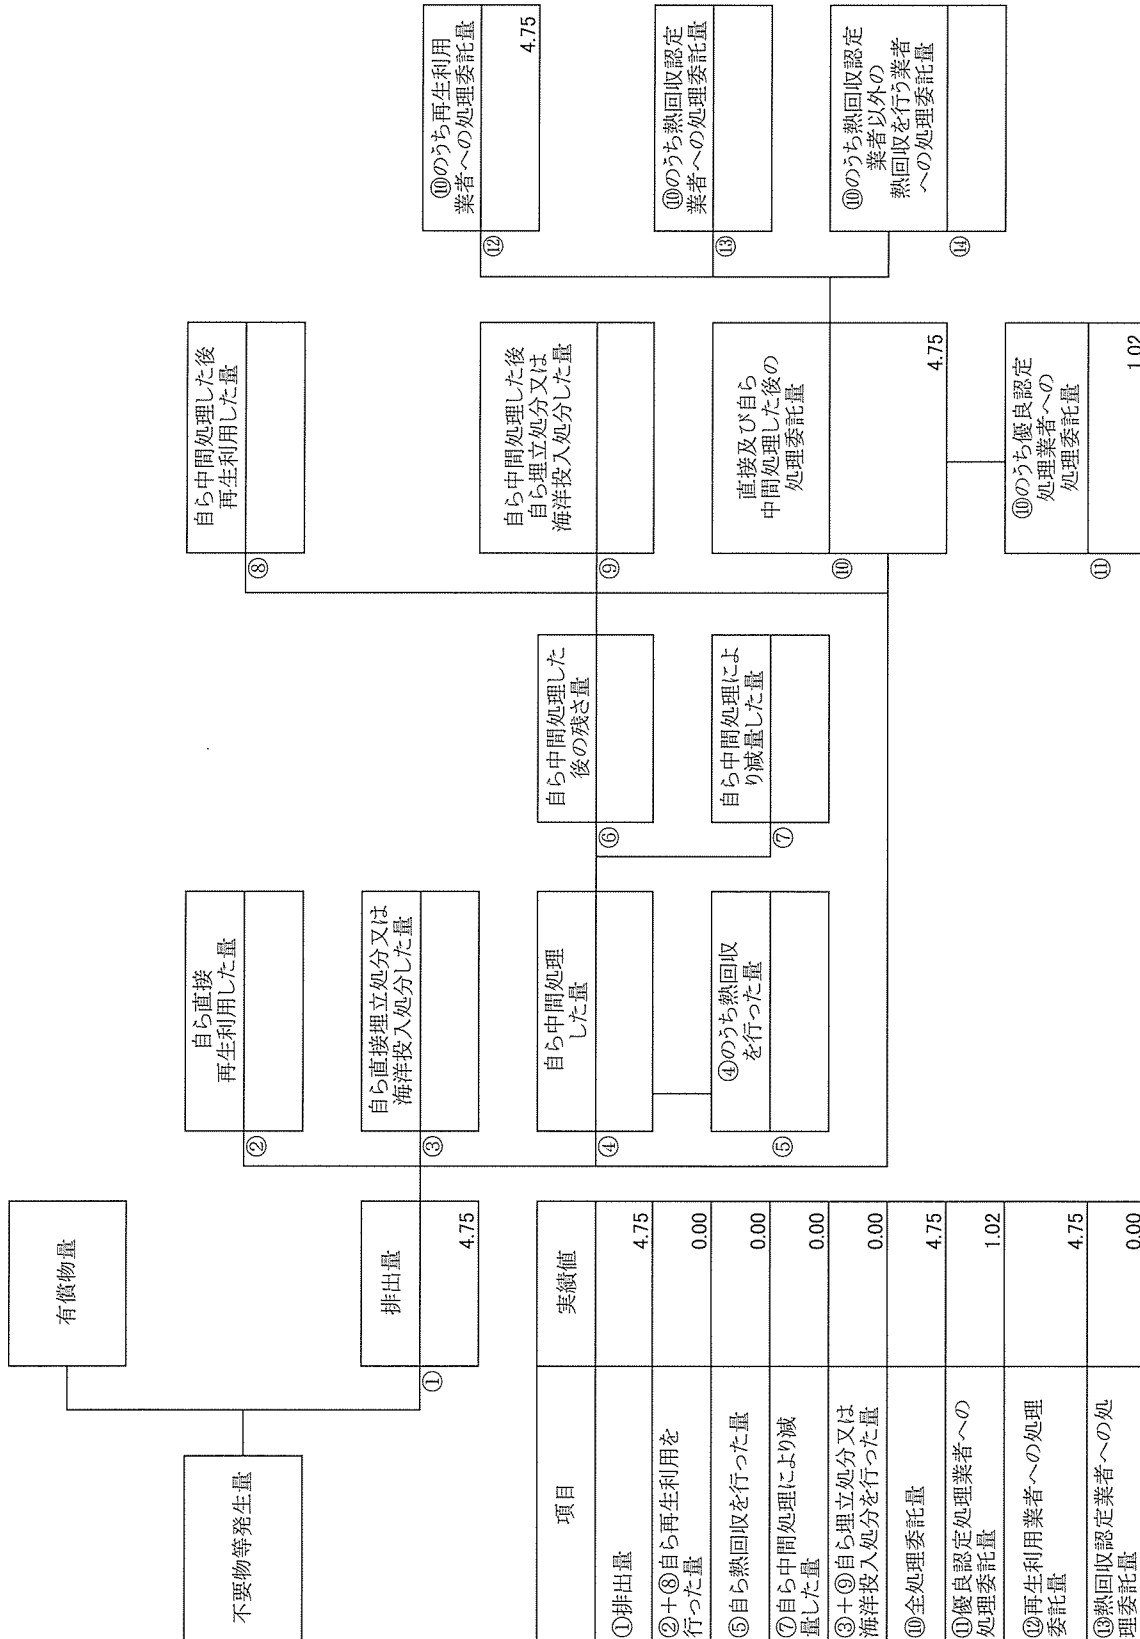 不要物等発生量
有償物量
排出量
①
4.75
自ら直接
再生利用した量
②
自ら直接埋立処分又は
海洋投入処分した量
③
自ら中間処理
した量
④
④のうち熱回収
を行った量
⑤
自ら中間処理した
後の残さ量
⑥
自ら中間処理によ
り減量した量
⑦
自ら中間処理した後
再生利用した量
⑧
自ら中間処理した後
自ら埋立処分又は
海洋投入処分した量
⑨
直接及び自ら
中間処理した後の
処理委託量
⑩
4.75
⑩のうち優良認定
処理業者への
処理委託量
⑪
1.02
⑩のうち再生利用
業者への処理委託量
⑫
4.75
⑩のうち熱回収認定
業者への処理委託量
⑬
⑩のうち熱回収認定
業者以外の
熱回収を行う業者
への処理委託量
⑭
項目 実績値
①排出量 4.75
②+⑧自ら再生利用を
行った量 0.00
⑤自ら熱回収を行った量 0.00
⑦自ら中間処理により減
量した量 0.00
③+⑨自ら埋立処分又は
海洋投入処分を行った量 0.00
⑩全処理委託量 4.75
⑪優良認定処理業者への
処理委託量 1.02
⑫再生利用業者への処理
委託量 4.75
⑬熱回収認定業者への処
理委託量 0.00